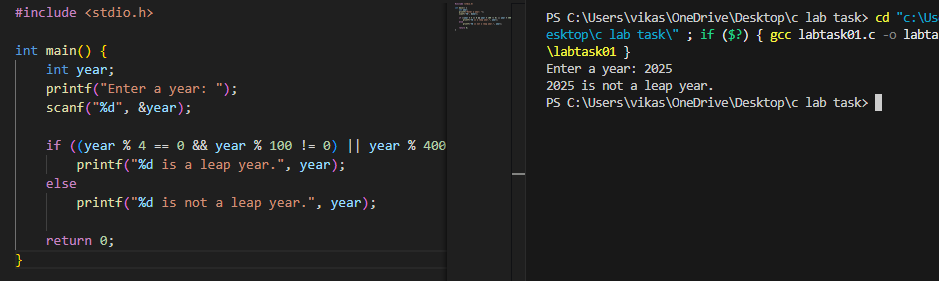 #include <stdio.h>
int main() {
int year;
printf("Enter a year: ");
scanf("%d", &year);
if ((year % 4 == 0 && year % 100 != 0) || year % 400
printf("%d is a leap year.", year);
else
printf("%d is not a leap year.", year);
return 0;
}
PS C:\Users\vikas\OneDrive\Desktop\c lab task> cd "c:\Us
esktop\c lab task\" ; if ($?) { gcc labtask01.c -o labta
\labtask01 }
Enter a year: 2025
2025 is not a leap year.
PS C:\Users\vikas\OneDrive\Desktop\c lab task>